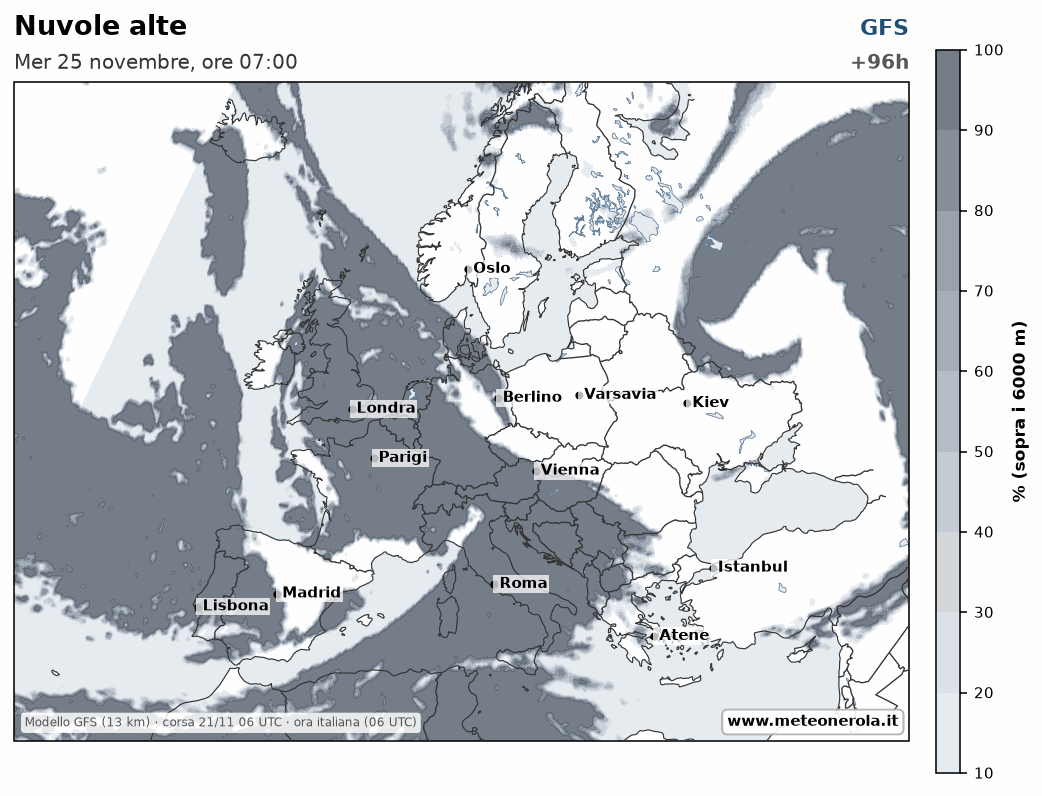 Nuvole alte
GFS
Mer 25 novembre, ore 07:00
+96h
100
90
80
70
60
50
40
30
20
10
% (sopra i 6000 m)
Oslo
Berlino
Varsavia
Kiev
Londra
Parigi
Vienna
Istanbul
Roma
Madrid
Lisbona
Atene
Modello GFS (13 km) · corsa 21/11 06 UTC · ora italiana (06 UTC)
www.meteonerola.it